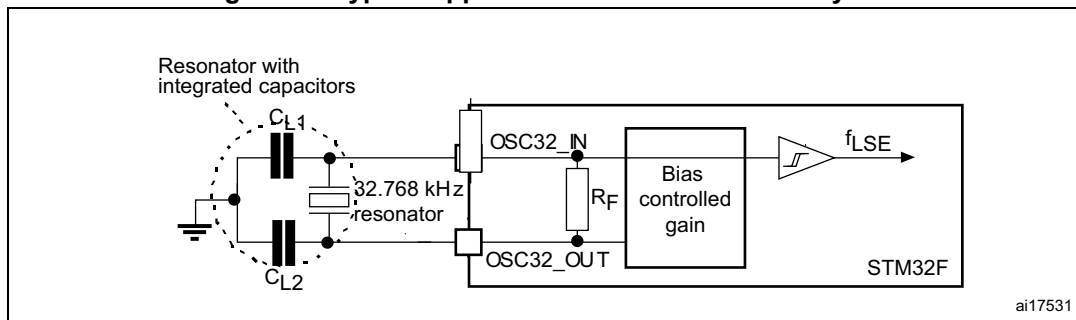 Resonator with
integrated capacitors
CL1
OSC32_IN
fLSE
32.768 kHz
resonator
RF
Bias
controlled
gain
OSC32_OUT
STM32F
CL2
ai17531